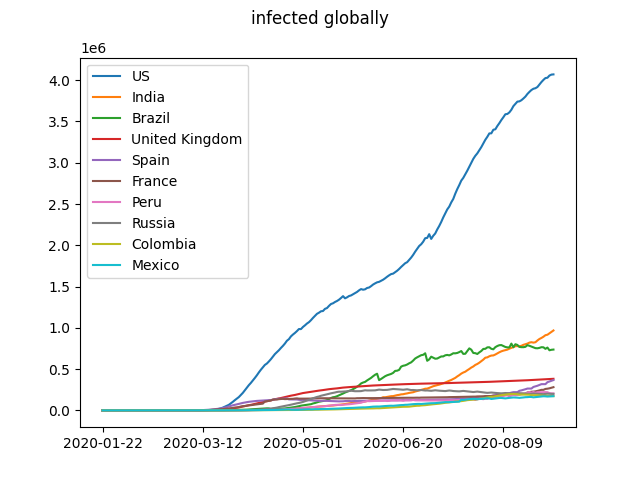 infected globally
1e6
4.0
3.5
3.0
2.5
2.0
1.5
1.0
0.5
0.0
US
India
Brazil
United Kingdom
Spain
France
Peru
Russia
Colombia
Mexico
2020-01-22 2020-03-12 2020-05-01 2020-06-20 2020-08-09